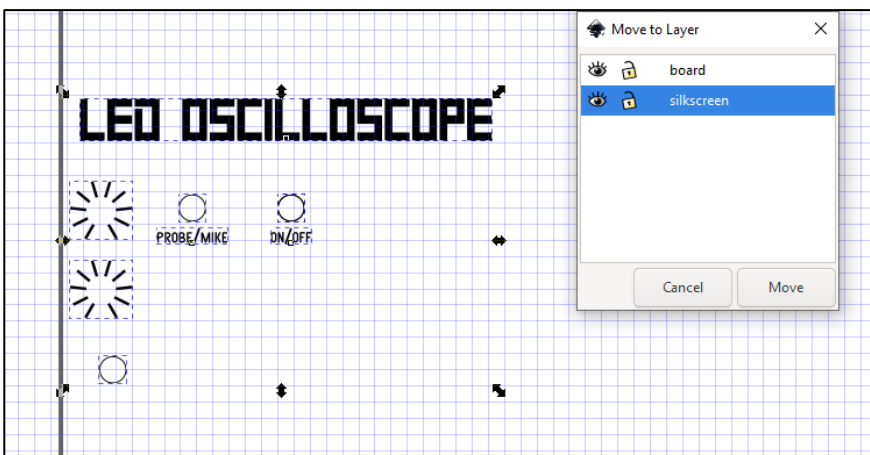 Move to Layer
board
silkscreen
LED OSCILLOSCOPE
PROBE/MIKE
ON/OFF
Cancel
Move